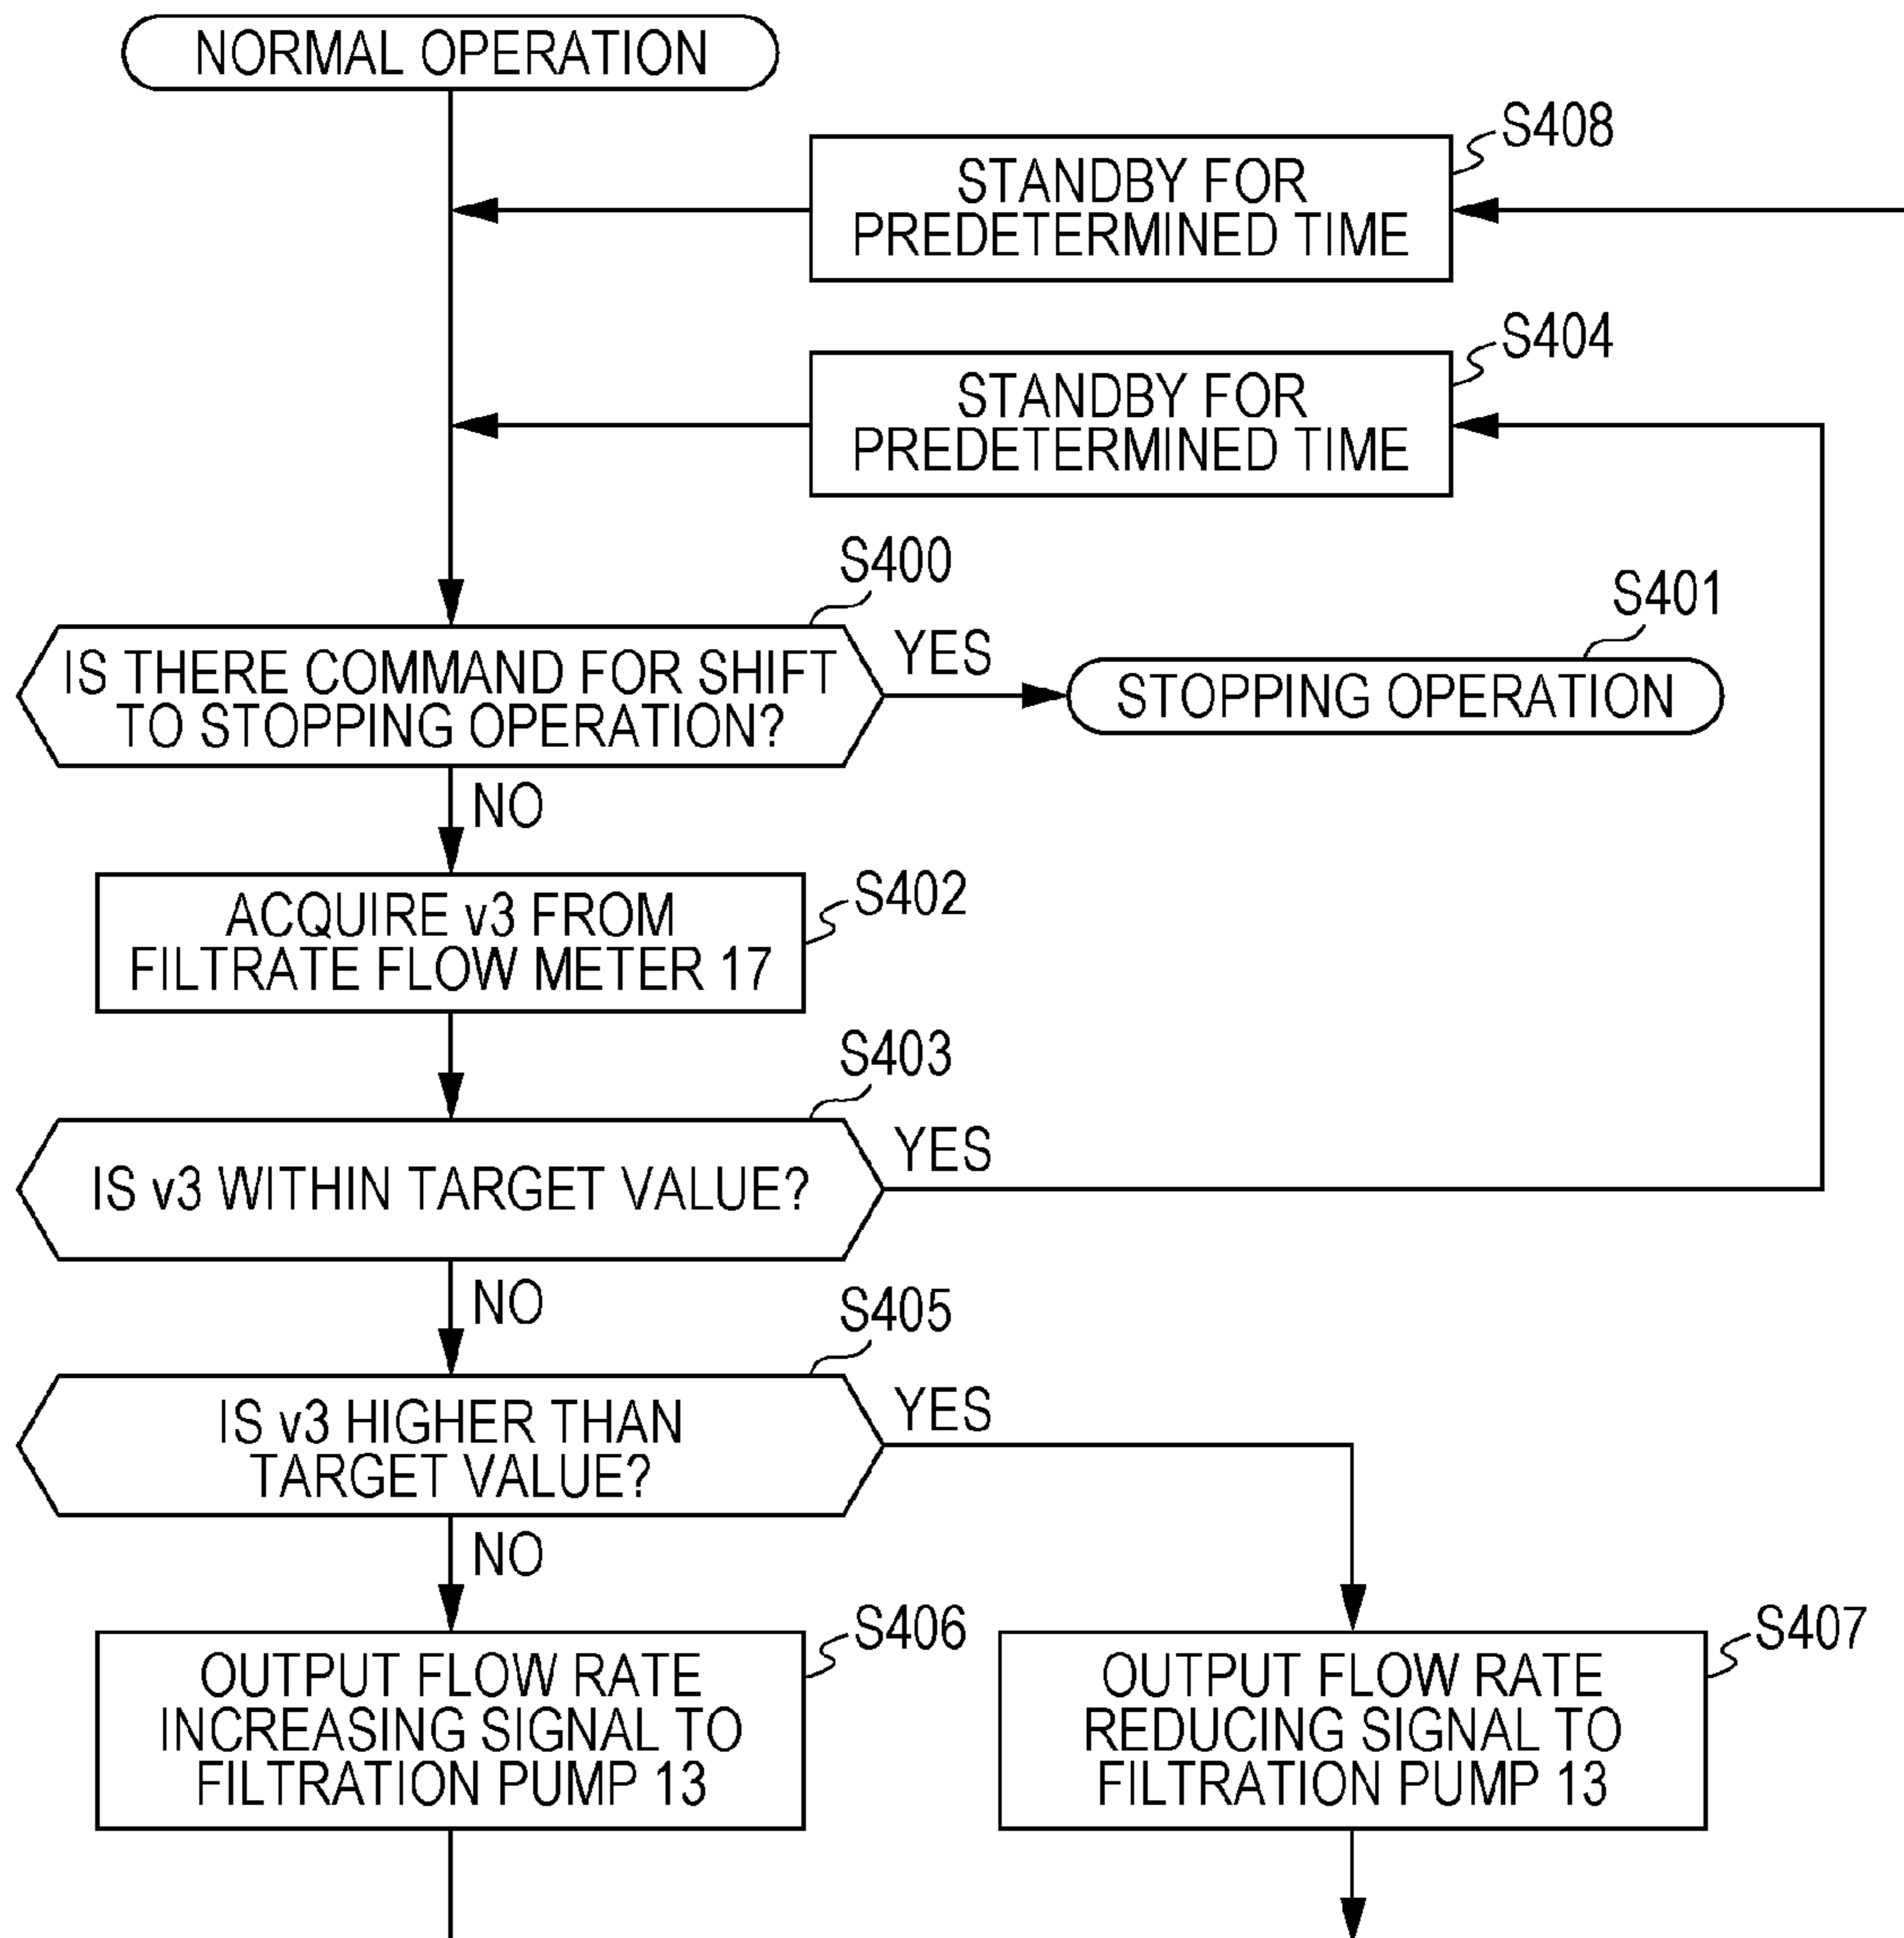 NORMAL OPERATION
S408
STANDBY FOR
PREDETERMINED TIME
S404
STANDBY FOR
PREDETERMINED TIME
S400
IS THERE COMMAND FOR SHIFT
TO STOPPING OPERATION?
YES
S401
STOPPING OPERATION
NO
S402
ACQUIRE v3 FROM
FILTRATE FLOW METER 17
S403
IS v3 WITHIN TARGET VALUE?
YES
NO
S405
IS v3 HIGHER THAN
TARGET VALUE?
YES
NO
S406
OUTPUT FLOW RATE
INCREASING SIGNAL TO
FILTRATION PUMP 13
S407
OUTPUT FLOW RATE
REDUCING SIGNAL TO
FILTRATION PUMP 13